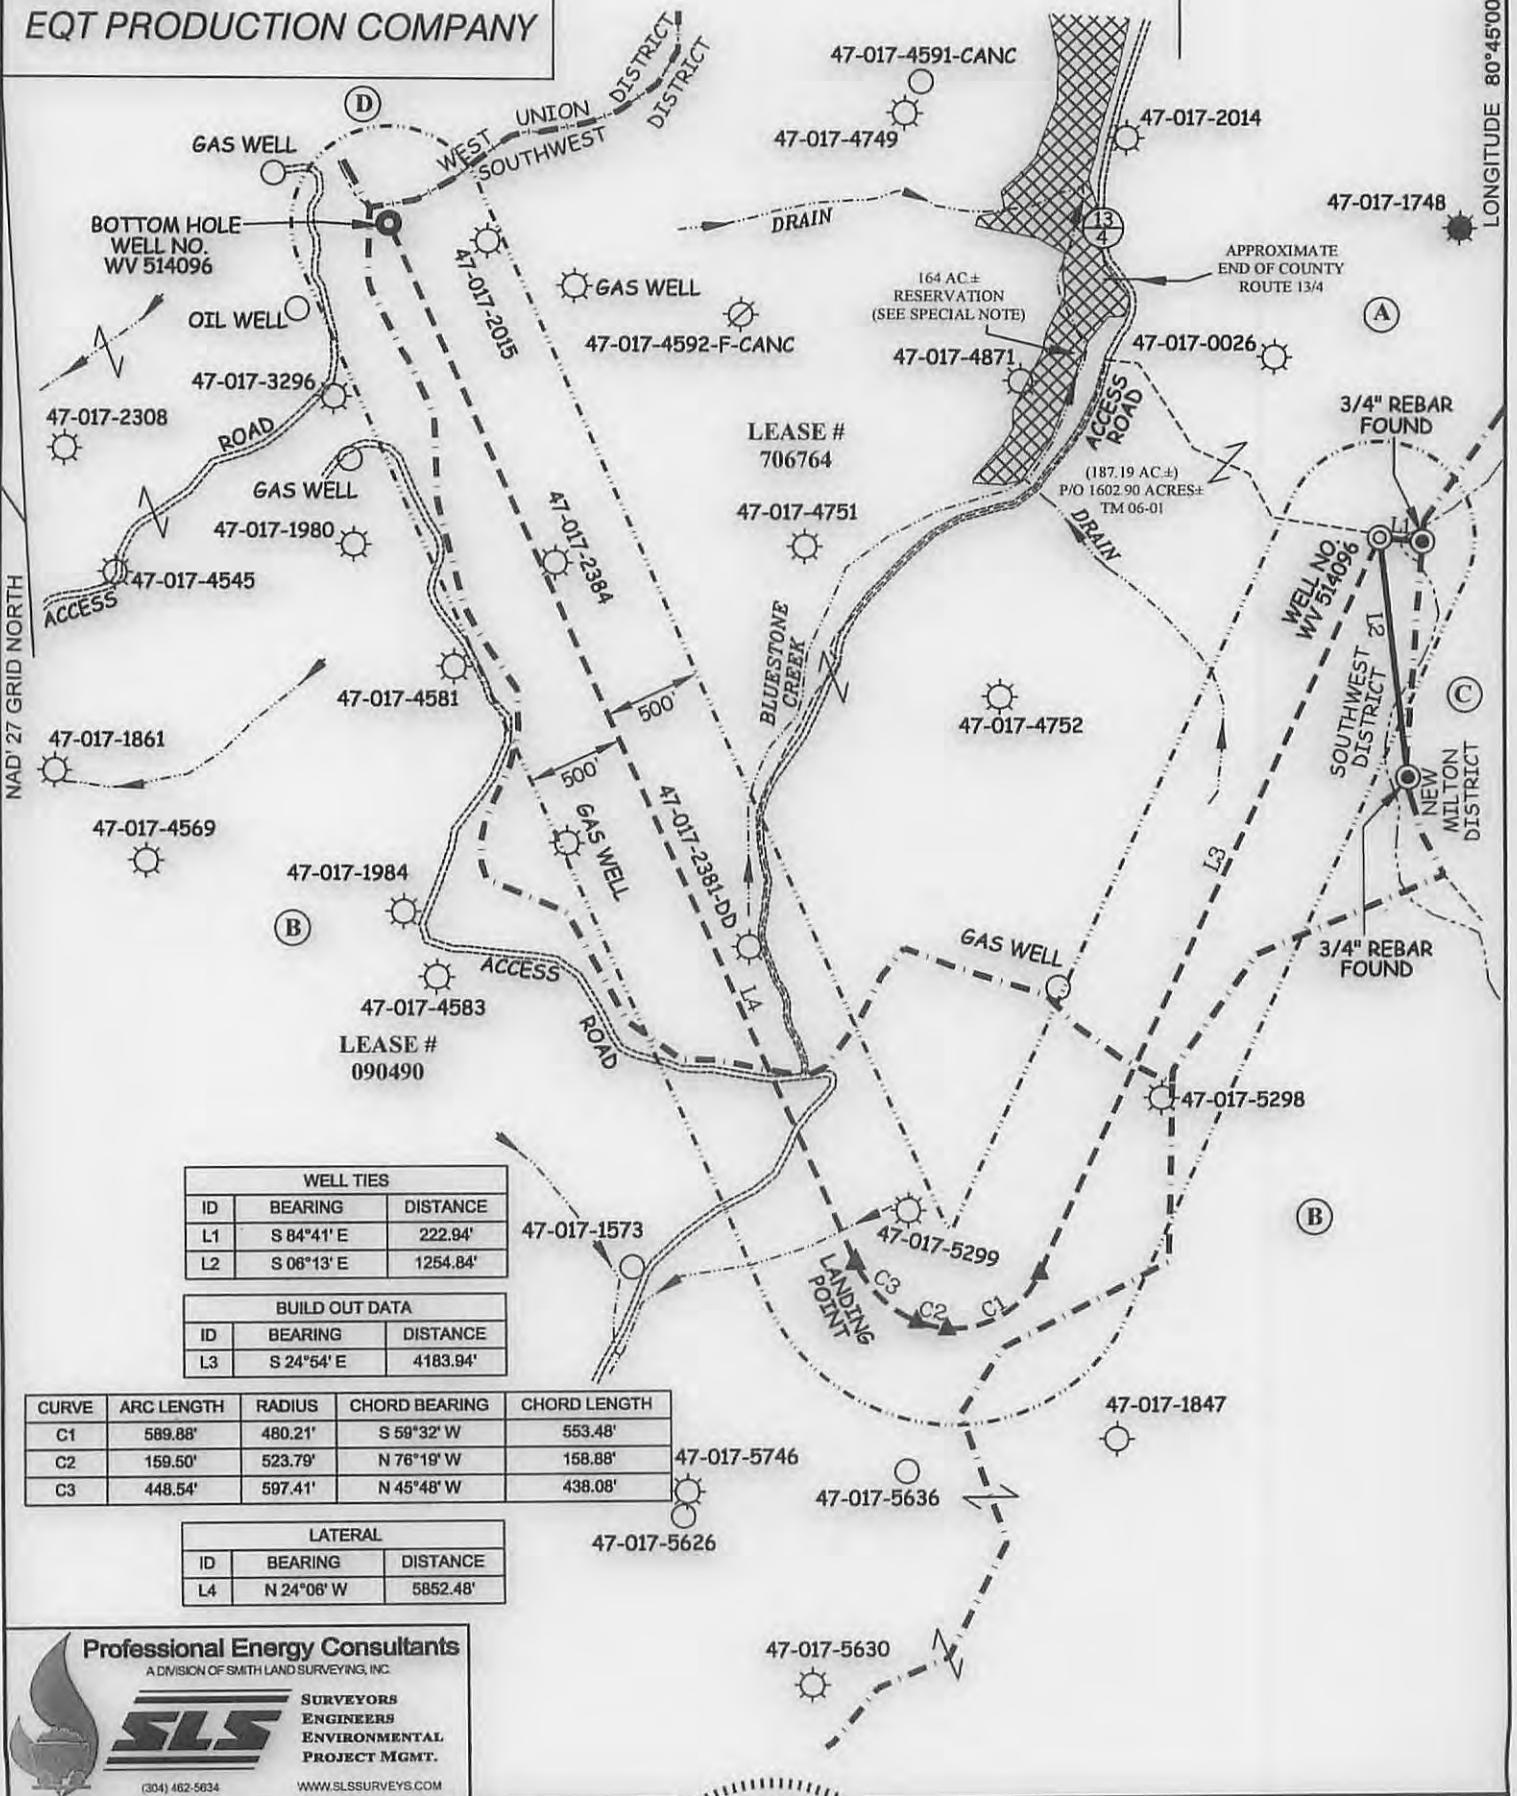 EQT PRODUCTION COMPANY
LONGITUDE 80°45'00
D
GAS WELL
WEST UNION DISTRICT
SOUTHWEST DISTRICT
47-017-4591-CANC
47-017-4749
47-017-2014
47-017-1748
BOTTOM HOLE
WELL NO.
WV 514096
DRAIN
13
4
APPROXIMATE
END OF COUNTY
ROUTE 13/4
47-017-2015
GAS WELL
164 AC.±
RESERVATION
(SEE SPECIAL NOTE)
A
OIL WELL
47-017-4592-F-CANC
47-017-4871
47-017-0026
47-017-3296
47-017-2308
ROAD
ACCESS
ROAD
3/4" REBAR
FOUND
LEASE #
706764
(187.19 AC.±)
P/O 1602.90 ACRES±
TM 06-01
GAS WELL
47-017-1980
47-017-2384
47-017-4751
DRAIN
L1
47-017-4545
ACCESS
NAD'27 GRID NORTH
WELL NO.
WV 514096
L2
BLUESTONE
CREEK
SOUTHWEST
DISTRICT
C
47-017-4581
500'
47-017-4752
47-017-1861
500'
NEW
MILTON
DISTRICT
47-017-4569
GAS WELL
47-017-2381-DD
L3
47-017-1984
B
GAS WELL
3/4" REBAR
FOUND
ACCESS
ROAD
L4
47-017-4583
LEASE #
090490
47-017-5298
B
47-017-1573
47-017-5299
LANDING
POINT
C3
C2
C1
WELL TIES
ID BEARING DISTANCE
L1 S 84°41' E 222.94'
L2 S 06°13' E 1254.84'
BUILD OUT DATA
ID BEARING DISTANCE
L3 S 24°54' E 4183.94'
CURVE ARC LENGTH RADIUS CHORD BEARING CHORD LENGTH
C1 589.88' 480.21' S 59°32' W 553.48'
C2 159.50' 523.79' N 76°19' W 158.88'
C3 448.54' 597.41' N 45°48' W 438.08'
47-017-1847
47-017-5746
47-017-5636
47-017-5626
LATERAL
ID BEARING DISTANCE
L4 N 24°06' W 5852.48'
47-017-5630
Professional Energy Consultants
A DIVISION OF SMITH LAND SURVEYING, INC.
SLS
SURVEYORS
ENGINEERS
ENVIRONMENTAL
PROJECT MGMT.
(304) 462-5634
WWW.SLSSURVEYS.COM